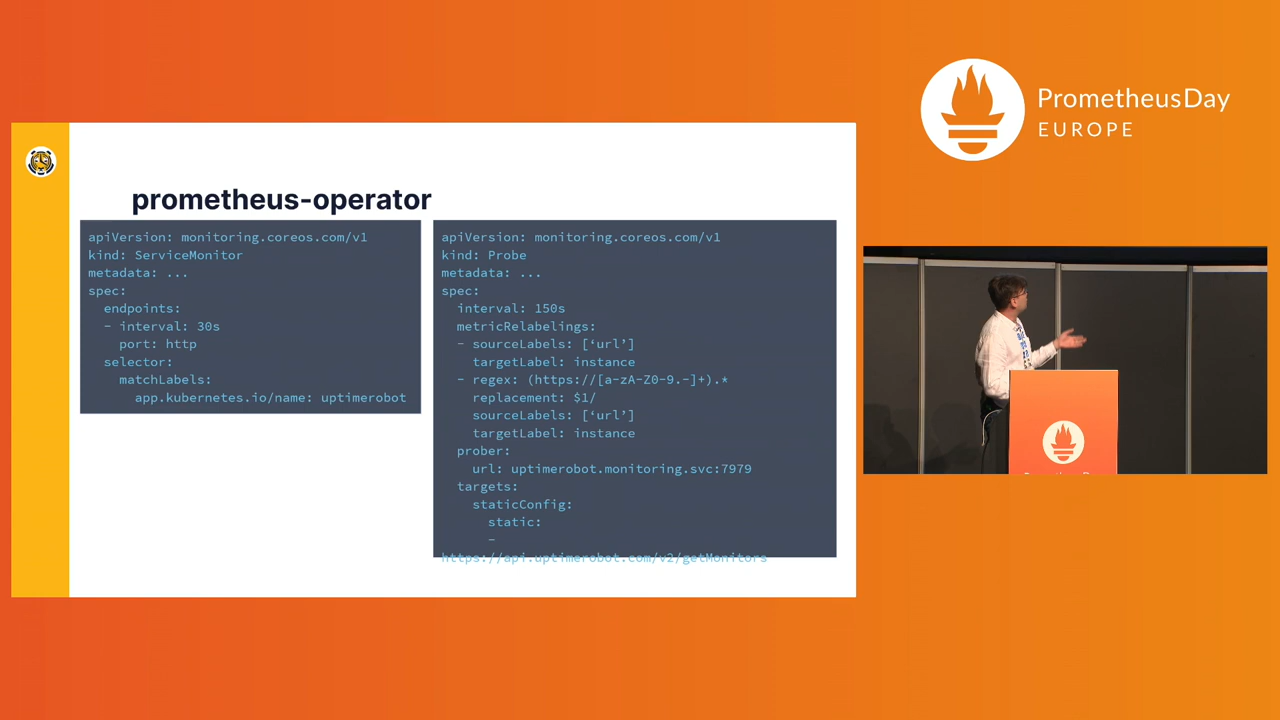 PrometheusDay
EUROPE
prometheus-operator
apiVersion: monitoring.coreos.com/v1
kind: ServiceMonitor
metadata: ...
spec:
  endpoints:
  - interval: 30s
    port: http
  selector:
    matchLabels:
      app.kubernetes.io/name: uptimerobot
apiVersion: monitoring.coreos.com/v1
kind: Probe
metadata: ...
spec:
  interval: 150s
  metricRelabelings:
  - sourceLabels: [‘url’]
    targetLabel: instance
  - regex: (https://[a-zA-Z0-9.-]+).*
    replacement: $1/
    sourceLabels: [‘url’]
    targetLabel: instance
  prober:
    url: uptimerobot.monitoring.svc:7979
  targets:
    staticConfig:
      static:
      -
https://api.uptimerobot.com/v2/getMonitors